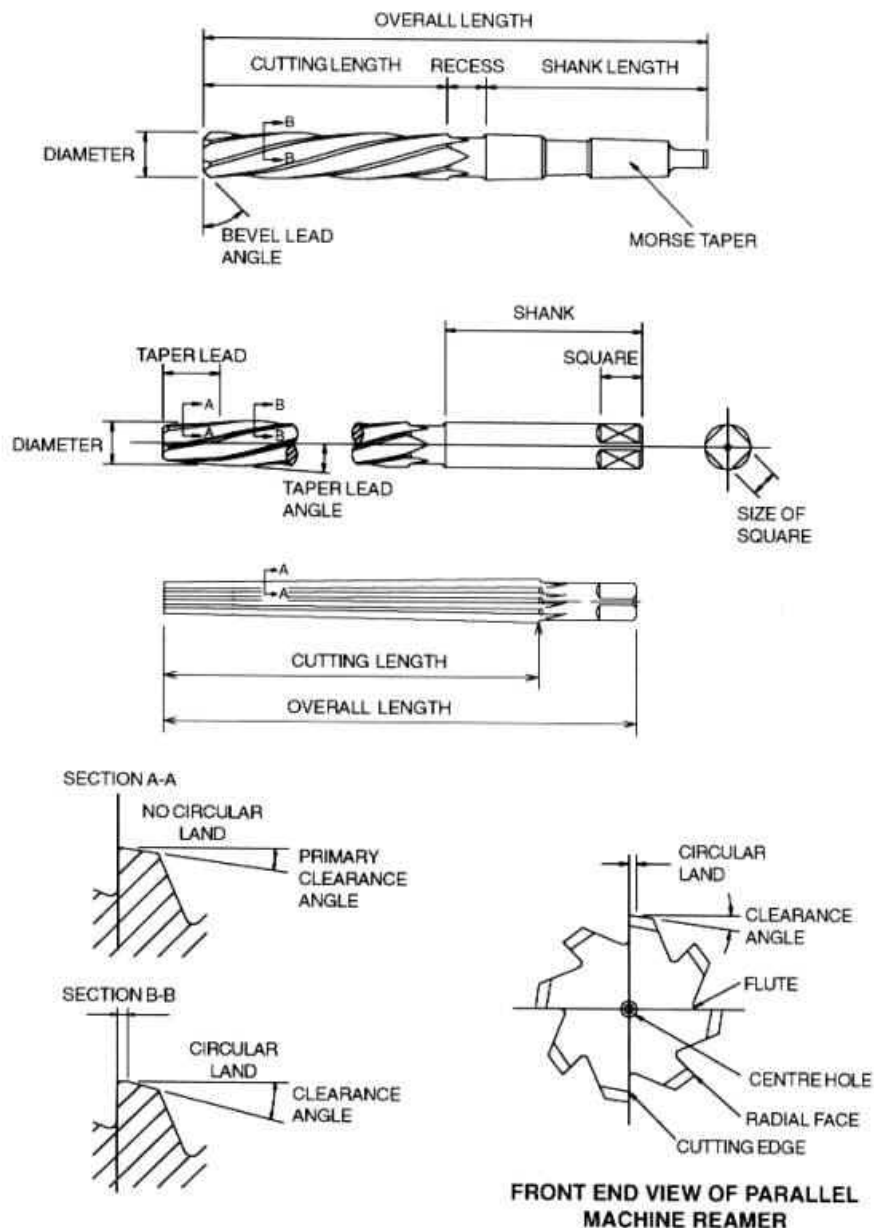 OVERALL LENGTH
CUTTING LENGTH
RECESS
SHANK LENGTH
B
B
DIAMETER
BEVEL LEAD
ANGLE
MORSE TAPER
SHANK
TAPER LEAD
SQUARE
A
B
A
B
DIAMETER
TAPER LEAD
ANGLE
SIZE OF
SQUARE
A
A
CUTTING LENGTH
OVERALL LENGTH
SECTION A-A
NO CIRCULAR
LAND
PRIMARY
CLEARANCE
ANGLE
SECTION B-B
CIRCULAR
LAND
CLEARANCE
ANGLE
CIRCULAR
LAND
CLEARANCE
ANGLE
FLUTE
CENTRE HOLE
RADIAL FACE
CUTTING EDGE
FRONT END VIEW OF PARALLEL
MACHINE REAMER